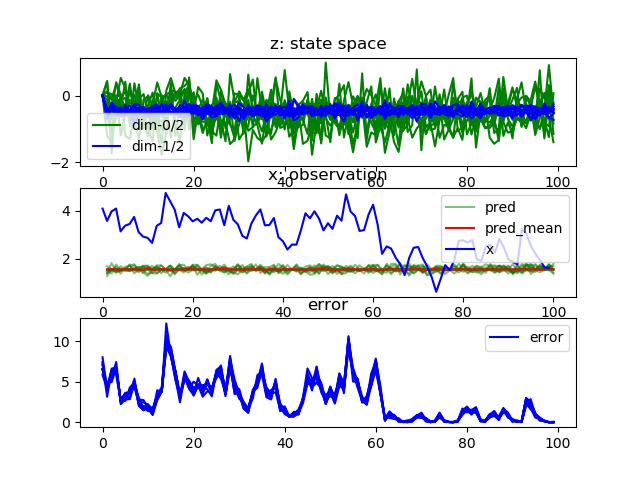 z: state space
0
−2
dim-0/2
dim-1/2
0 20 40 60 80 100
x: observation
4
2
pred
pred_mean
x
0 20 40 60 80 100
error
10
5
0
error
0 20 40 60 80 100